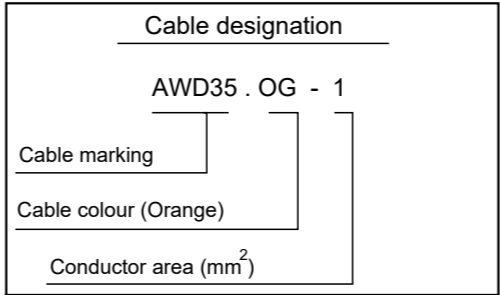 Cable designation
AWD35 . OG - 1
Cable marking
Cable colour (Orange)
Conductor area (mm²)